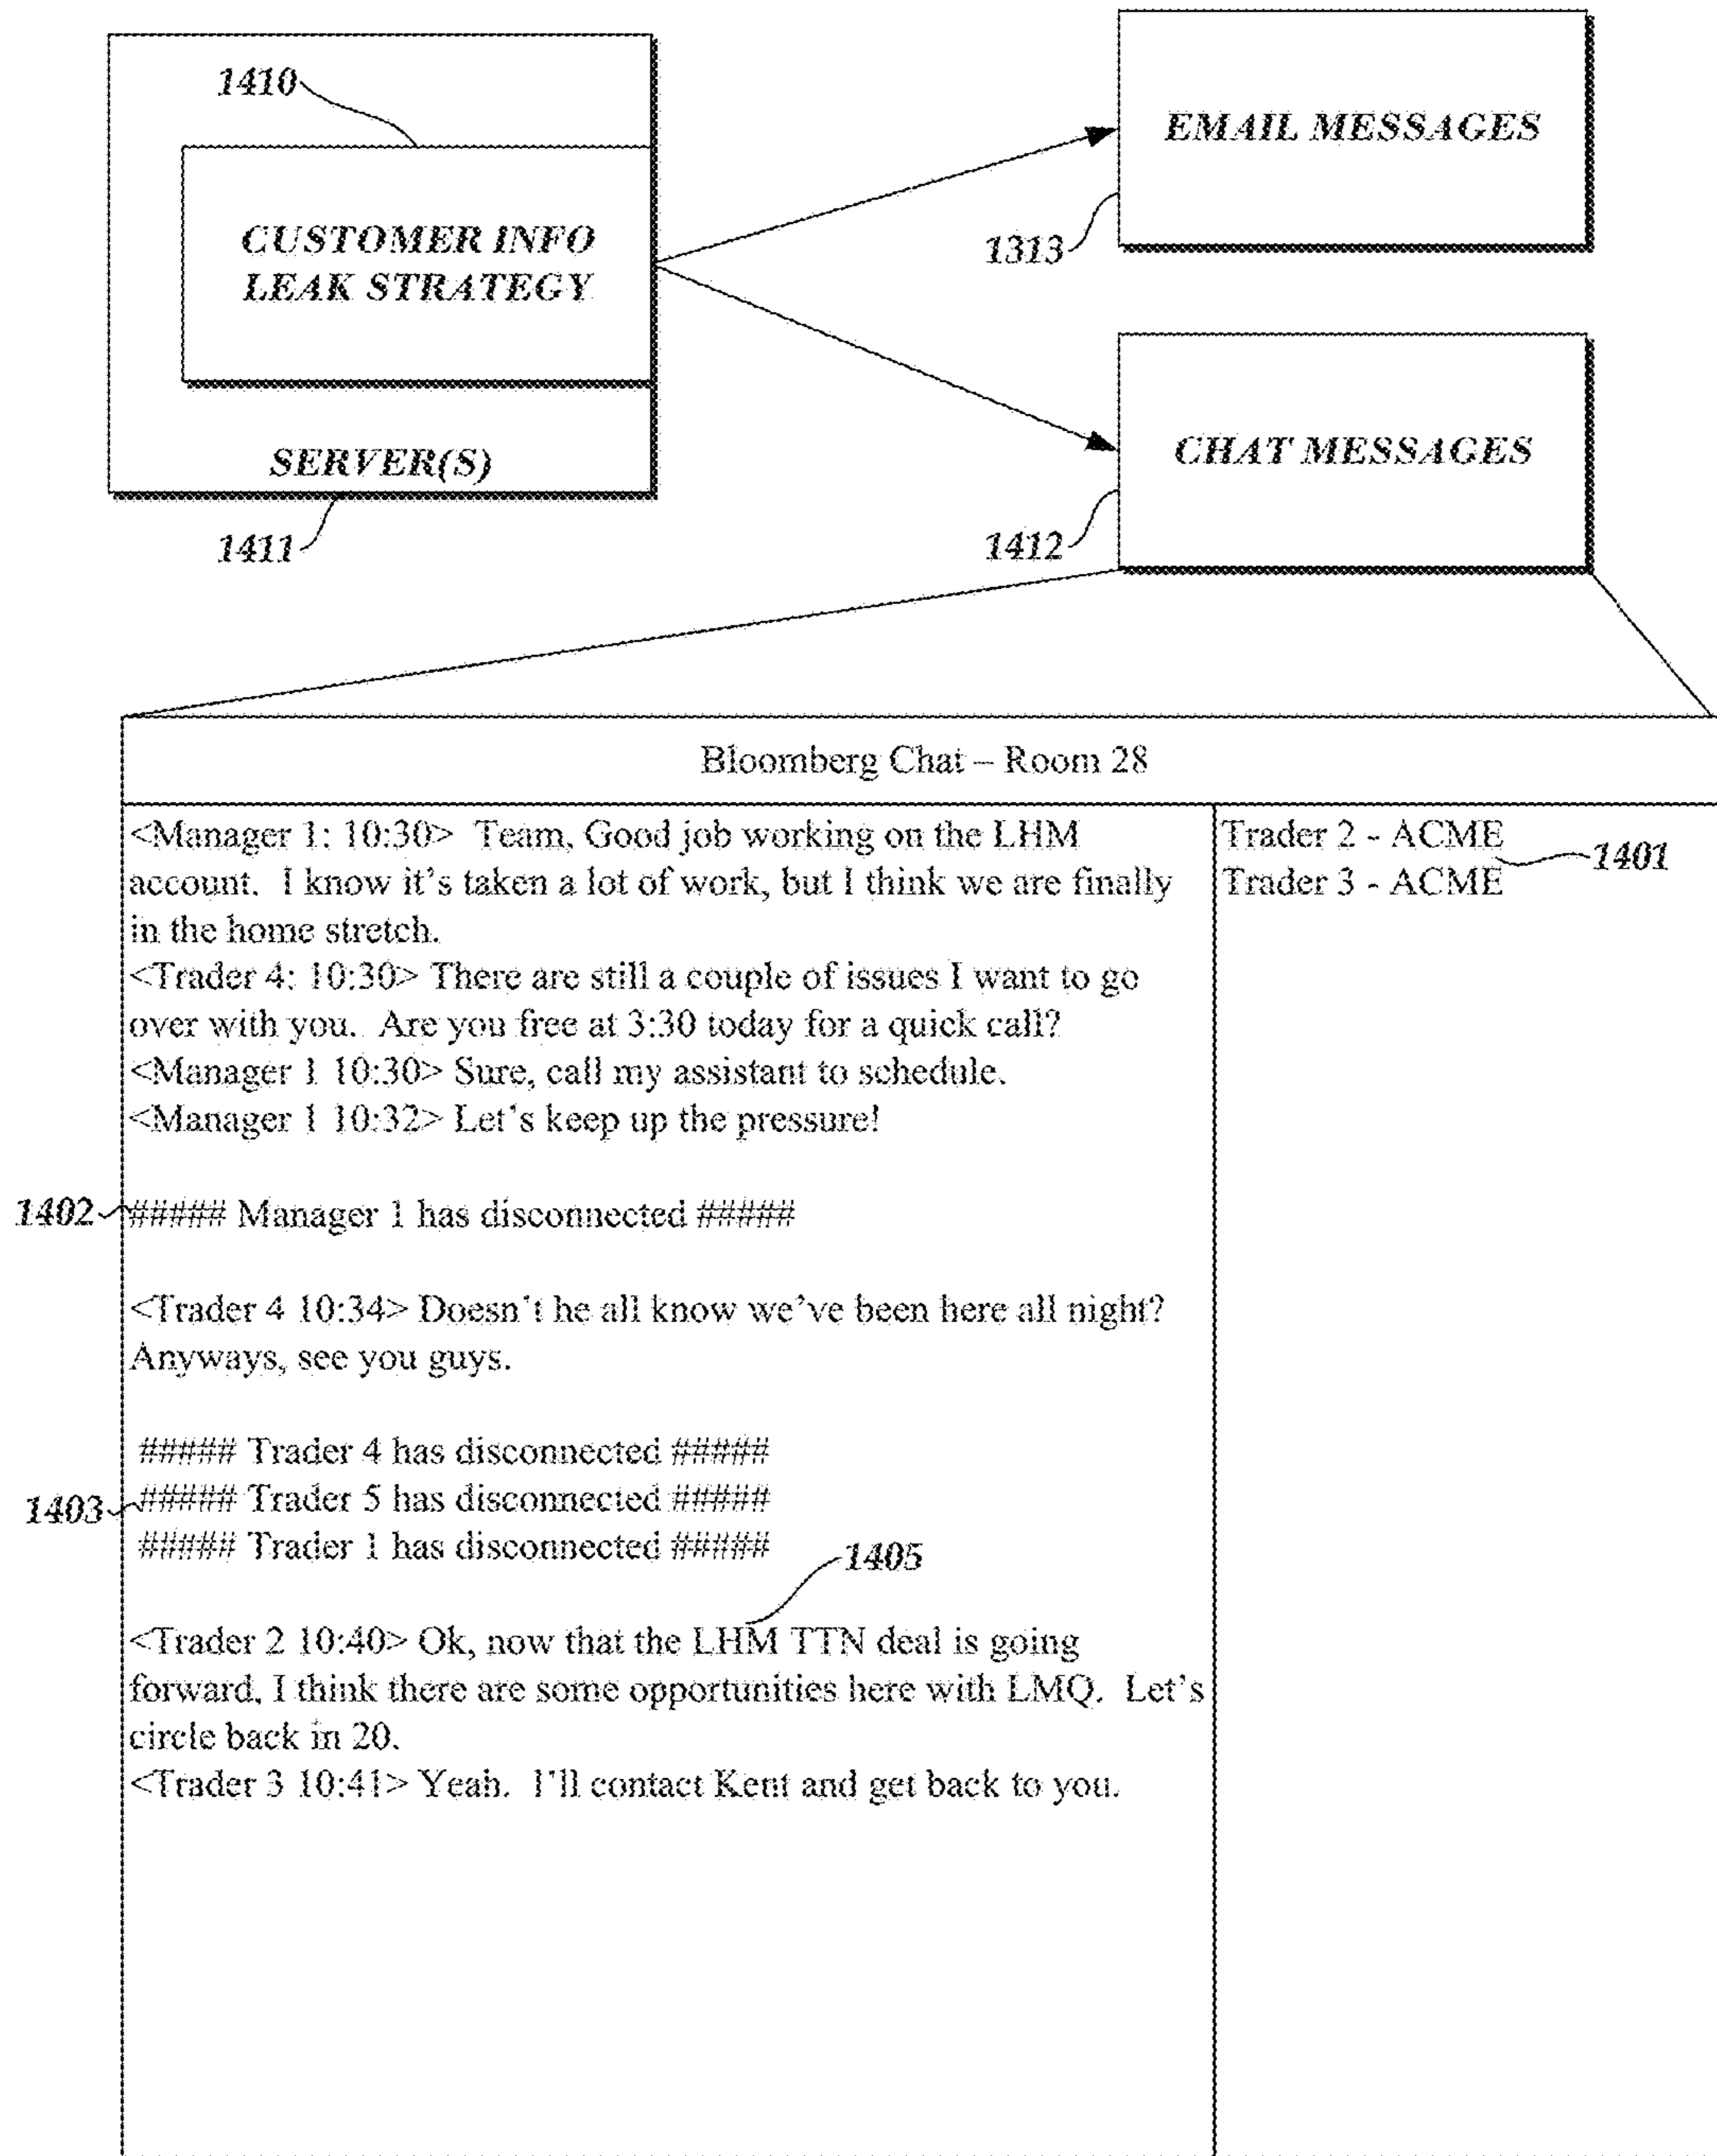 1410
CUSTOMER INFO
LEAK STRATEGY
SERVER(S)
1411
EMAIL MESSAGES
1313
CHAT MESSAGES
1412
Bloomberg Chat – Room 28
<Manager 1: 10:30>  Team, Good job working on the LHM
account.  I know it's taken a lot of work, but I think we are finally
in the home stretch.
<Trader 4: 10:30> There are still a couple of issues I want to go
over with you.  Are you free at 3:30 today for a quick call?
<Manager 1 10:30> Sure, call my assistant to schedule.
<Manager 1 10:32> Let's keep up the pressure!
1402
##### Manager 1 has disconnected #####
<Trader 4 10:34> Doesn't he all know we've been here all night?
Anyways, see you guys.
##### Trader 4 has disconnected #####
1403
##### Trader 5 has disconnected #####
##### Trader 1 has disconnected #####
1405
<Trader 2 10:40> Ok, now that the LHM TTN deal is going
forward, I think there are some opportunities here with LMQ.  Let's
circle back in 20.
<Trader 3 10:41> Yeah.  I'll contact Kent and get back to you.
Trader 2 - ACME
Trader 3 - ACME
1401